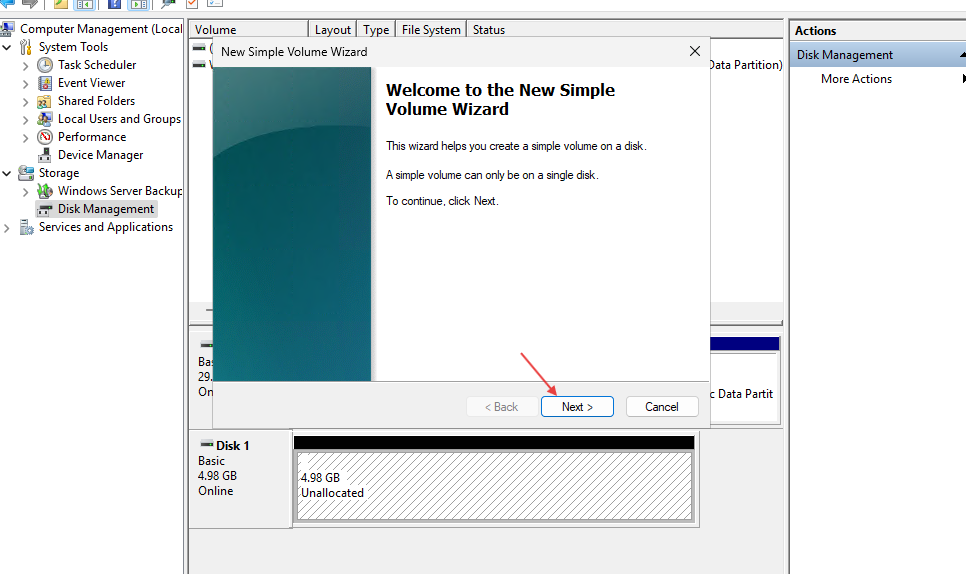 Computer Management (Local
System Tools
Task Scheduler
Event Viewer
Shared Folders
Local Users and Groups
Performance
Device Manager
Storage
Windows Server Backup
Disk Management
Services and Applications
Volume Layout Type File System Status
Data Partition)
New Simple Volume Wizard
Welcome to the New Simple
Volume Wizard
This wizard helps you create a simple volume on a disk.
A simple volume can only be on a single disk.
To continue, click Next.
< Back Next > Cancel
Bas
29.
On
c Data Partit
Disk 1
Basic
4.98 GB
Online
4.98 GB
Unallocated
Actions
Disk Management
More Actions